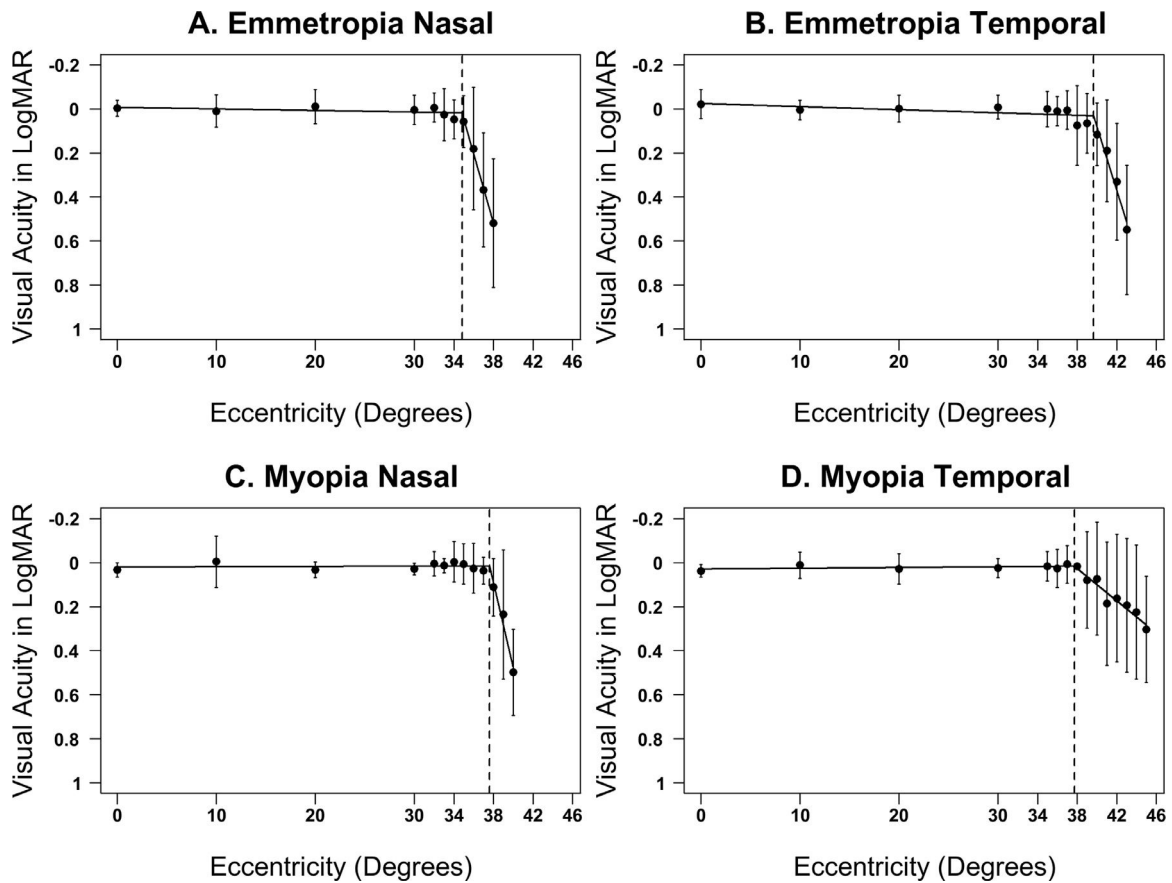 A. Emmetropia Nasal
Visual Acuity in LogMAR
-0.2
0
0.2
0.4
0.6
0.8
1
0 10 20 30 34 38 42 46
Eccentricity (Degrees)
B. Emmetropia Temporal
Visual Acuity in LogMAR
-0.2
0
0.2
0.4
0.6
0.8
1
0 10 20 30 34 38 42 46
Eccentricity (Degrees)
C. Myopia Nasal
Visual Acuity in LogMAR
-0.2
0
0.2
0.4
0.6
0.8
1
0 10 20 30 34 38 42 46
Eccentricity (Degrees)
D. Myopia Temporal
Visual Acuity in LogMAR
-0.2
0
0.2
0.4
0.6
0.8
1
0 10 20 30 34 38 42 46
Eccentricity (Degrees)